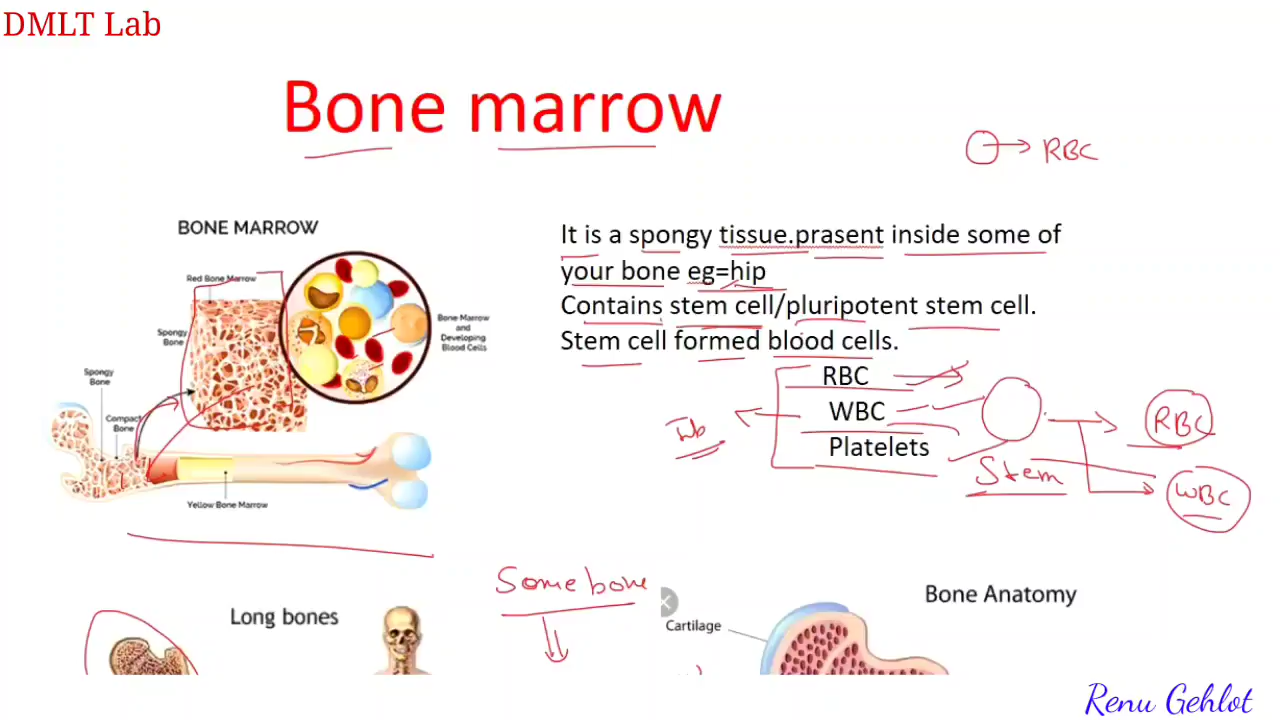 DMLT Lab
Bone marrow
RBC
BONE MARROW
Red Bone Marrow
Spongy
Bone
Bone Marrow
and
Developing
Blood Cells
Spongy
Bone
Compact
Bone
Yellow Bone Marrow
It is a spongy tissue.prasent inside some of
your bone eg=hip
Contains stem cell/pluripotent stem cell.
Stem cell formed blood cells.
RBC
WBC
Platelets
Stem
RBC
WBC
Some bone
Long bones
Bone Anatomy
Cartilage
Renu Gehlot